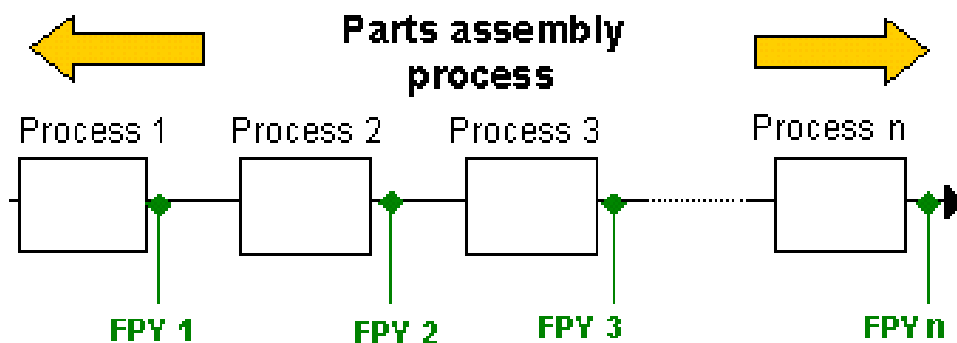 Parts assembly
process
Process 1
Process 2
Process 3
Process n
FPY 1
FPY 2
FPY 3
FPY n